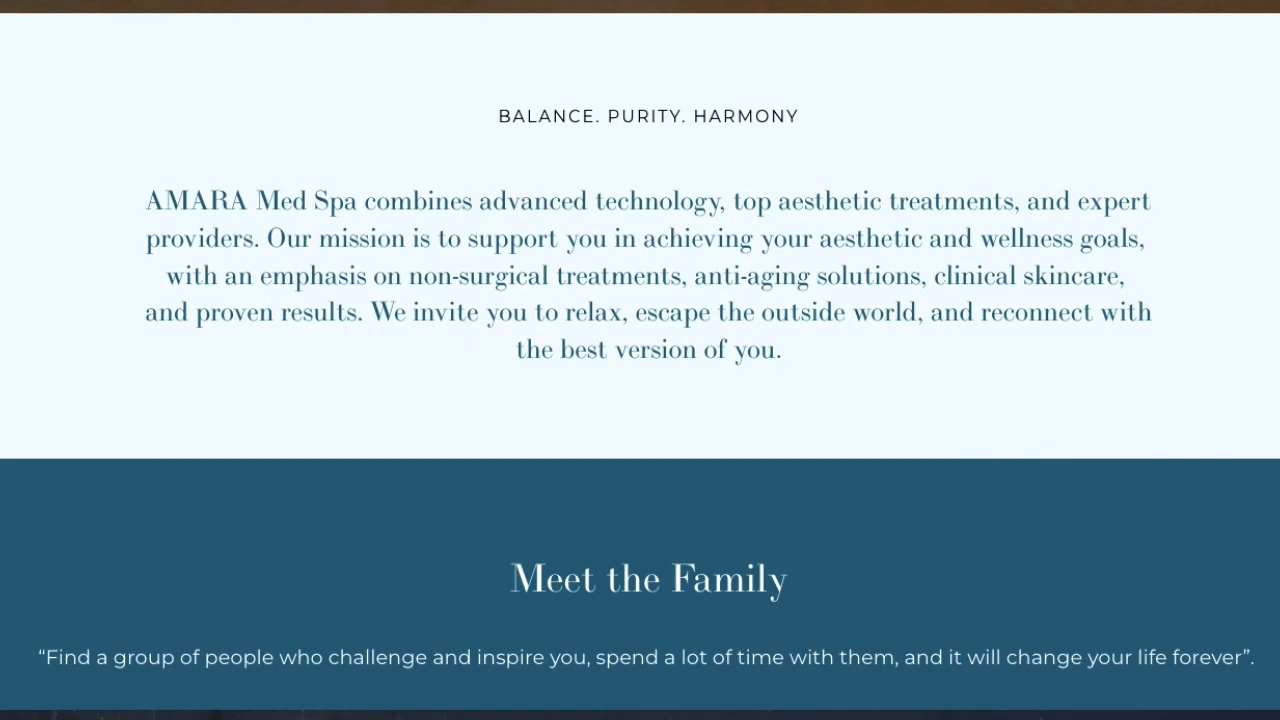 BALANCE. PURITY. HARMONY
AMARA Med Spa combines advanced technology, top aesthetic treatments, and expert
providers. Our mission is to support you in achieving your aesthetic and wellness goals,
with an emphasis on non-surgical treatments, anti-aging solutions, clinical skincare,
and proven results. We invite you to relax, escape the outside world, and reconnect with
the best version of you.
Meet the Family
“Find a group of people who challenge and inspire you, spend a lot of time with them, and it will change your life forever”.